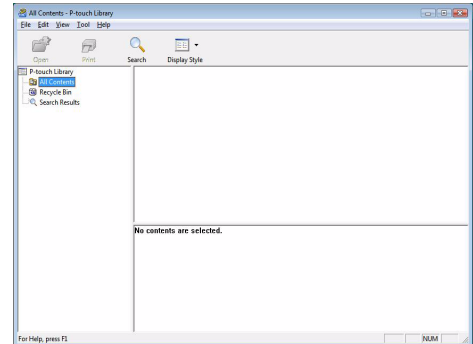 All Contents - P-touch Library
File Edit View Tool Help
Open Print Search Display Style
P-touch Library
All Contents
Recycle Bin
Search Results
No contents are selected.
For Help, press F1
NUM